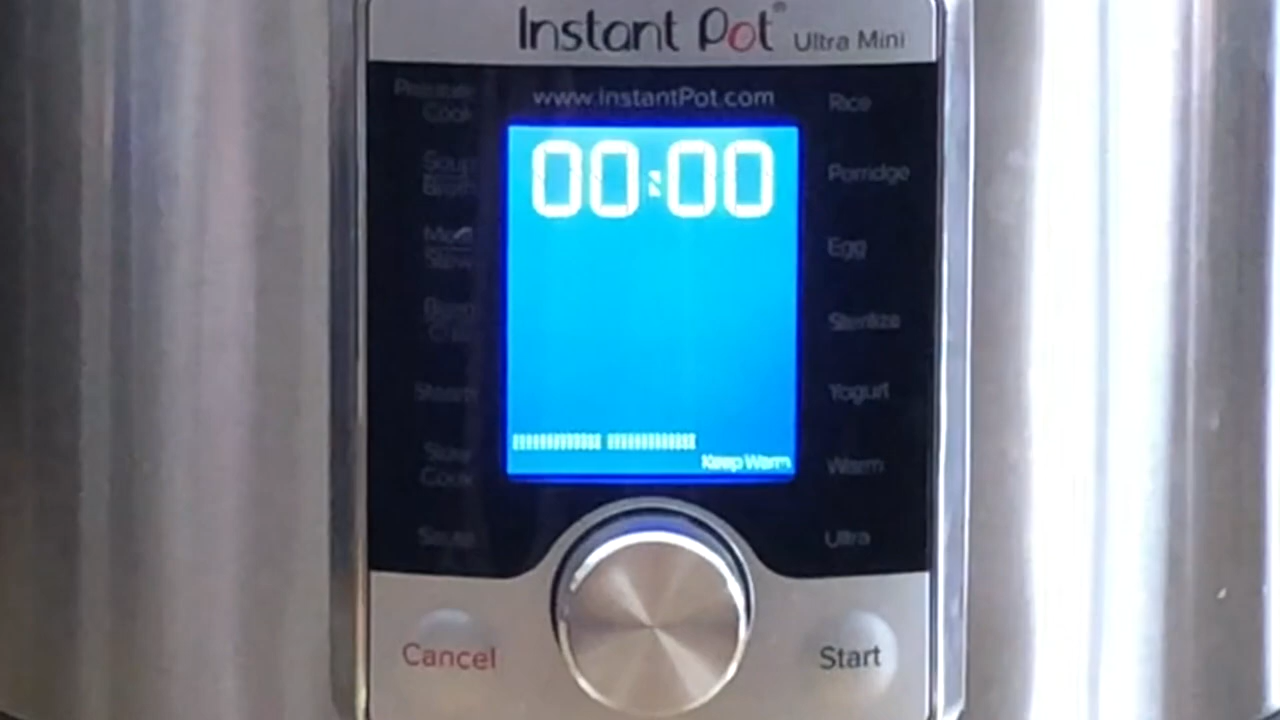 Instant Pot® Ultra Mini
www.InstantPot.com
00:00
Keep Warm
Pressure
Cook
Soup
Broth
Meat
Stew
Bean
Chili
Steam
Slow
Cook
Sauté
Rice
Porridge
Egg
Sterilize
Yogurt
Warm
Ultra
Cancel
Start